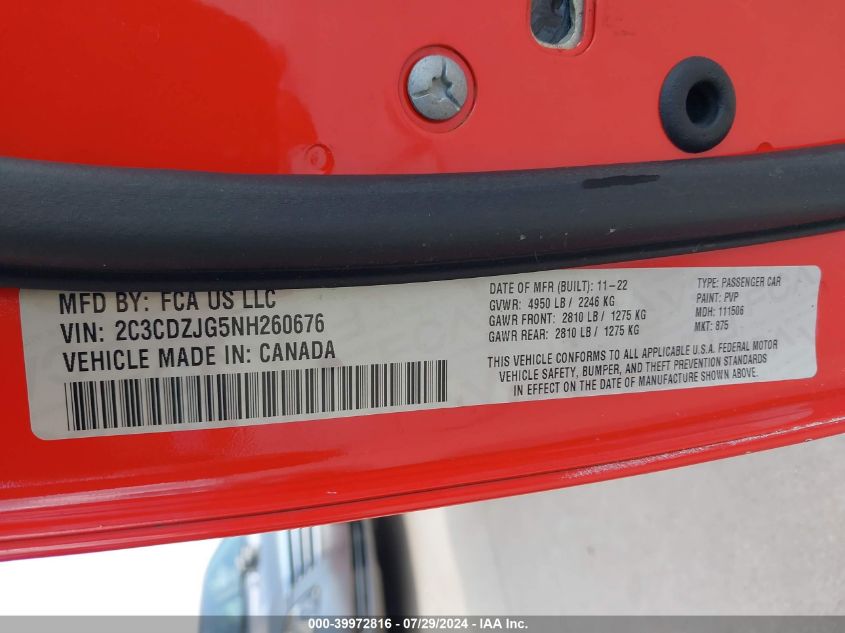 MFD BY: FCA US LLC
VIN: 2C3CDZJG5NH260676
VEHICLE MADE IN: CANADA
DATE OF MFR (BUILT): 11-22
GVWR: 4950 LB / 2246 KG
GAWR FRONT: 2810 LB / 1275 KG
GAWR REAR: 2810 LB / 1275 KG
TYPE: PASSENGER CAR
PAINT: PVP
MDH: 111506
MKT: 875
THIS VEHICLE CONFORMS TO ALL APPLICABLE U.S.A. FEDERAL MOTOR
VEHICLE SAFETY, BUMPER, AND THEFT PREVENTION STANDARDS
IN EFFECT ON THE DATE OF MANUFACTURE SHOWN ABOVE.
000-39972816 - 07/29/2024 - IAA Inc.